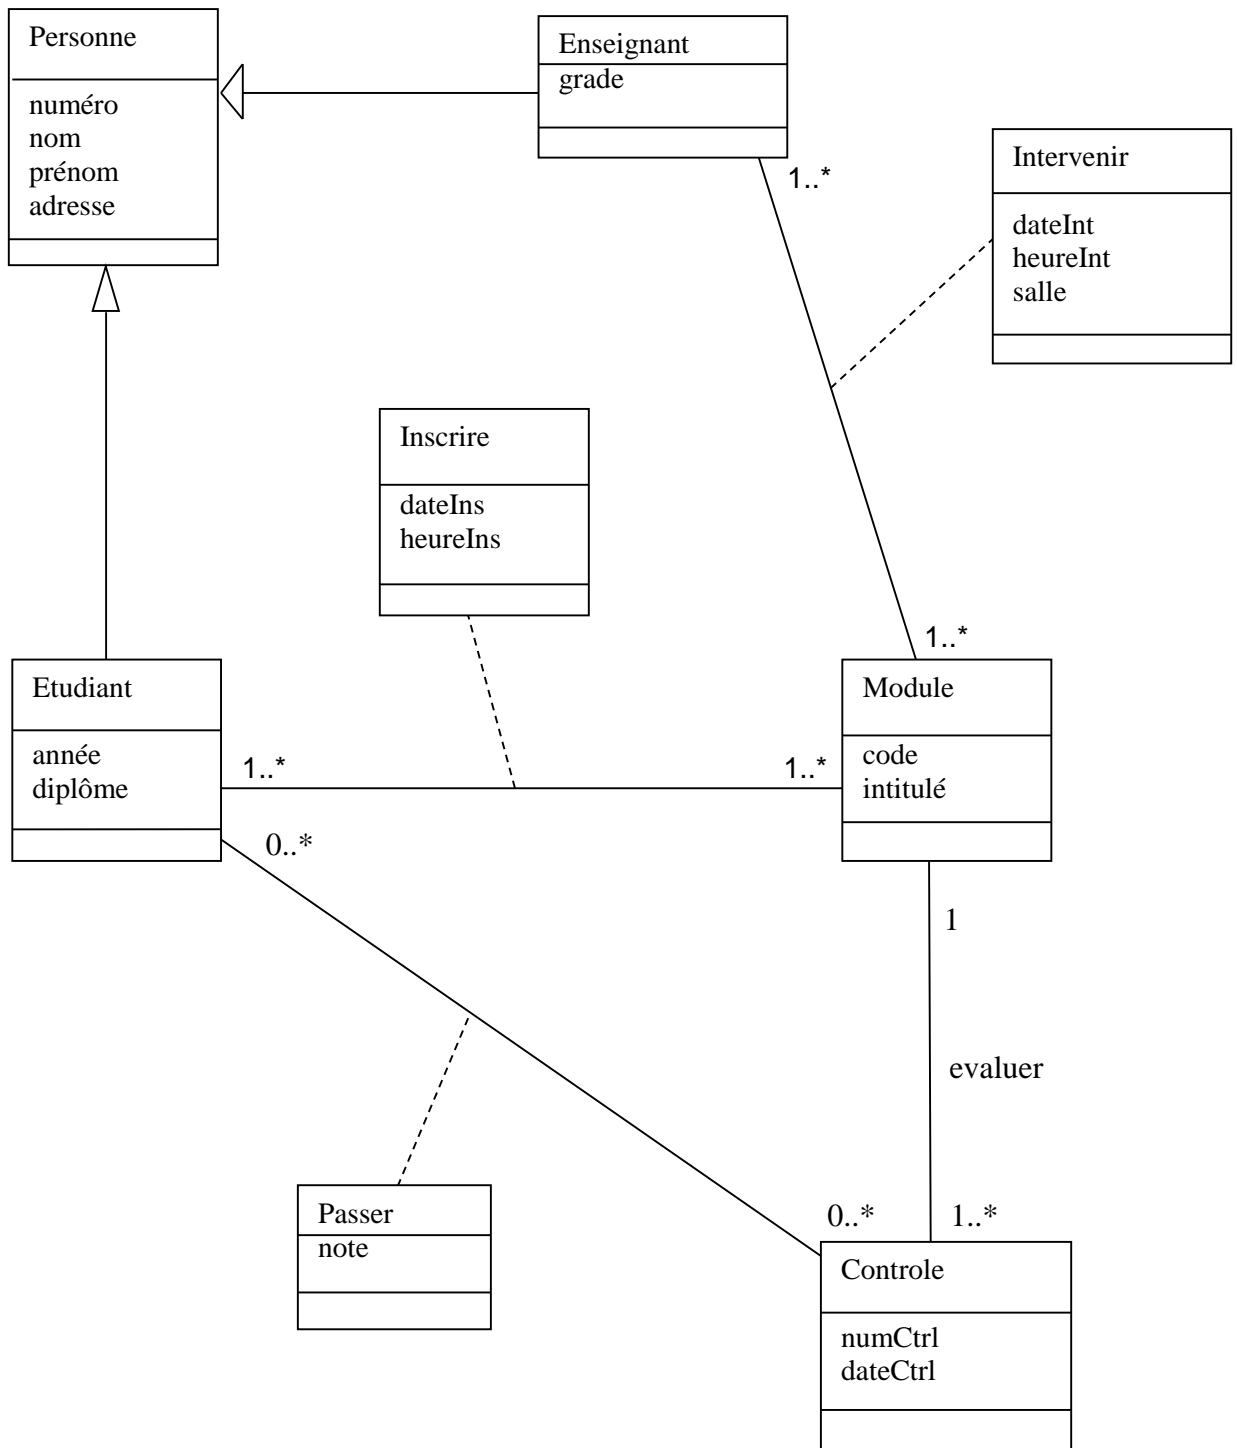 Personne
numéro
nom
prénom
adresse
Enseignant
grade
1..*
Intervenir
dateInt
heureInt
salle
Inscrire
dateIns
heureIns
1..*
Etudiant
année
diplôme
1..*
1..*
Module
code
intitulé
0..*
1
evaluer
Passer
note
0..*
1..*
Controle
numCtrl
dateCtrl